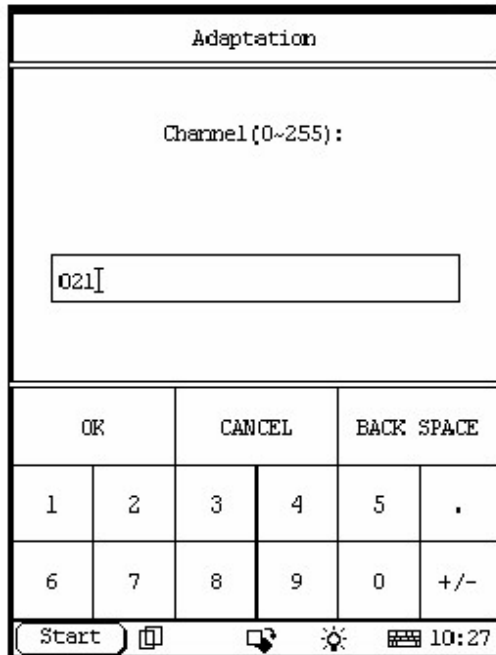 Adaptation
Channel(0~255):
021
OK CANCEL BACK SPACE
1 2 3 4 5 .
6 7 8 9 0 +/-
Start 10:27